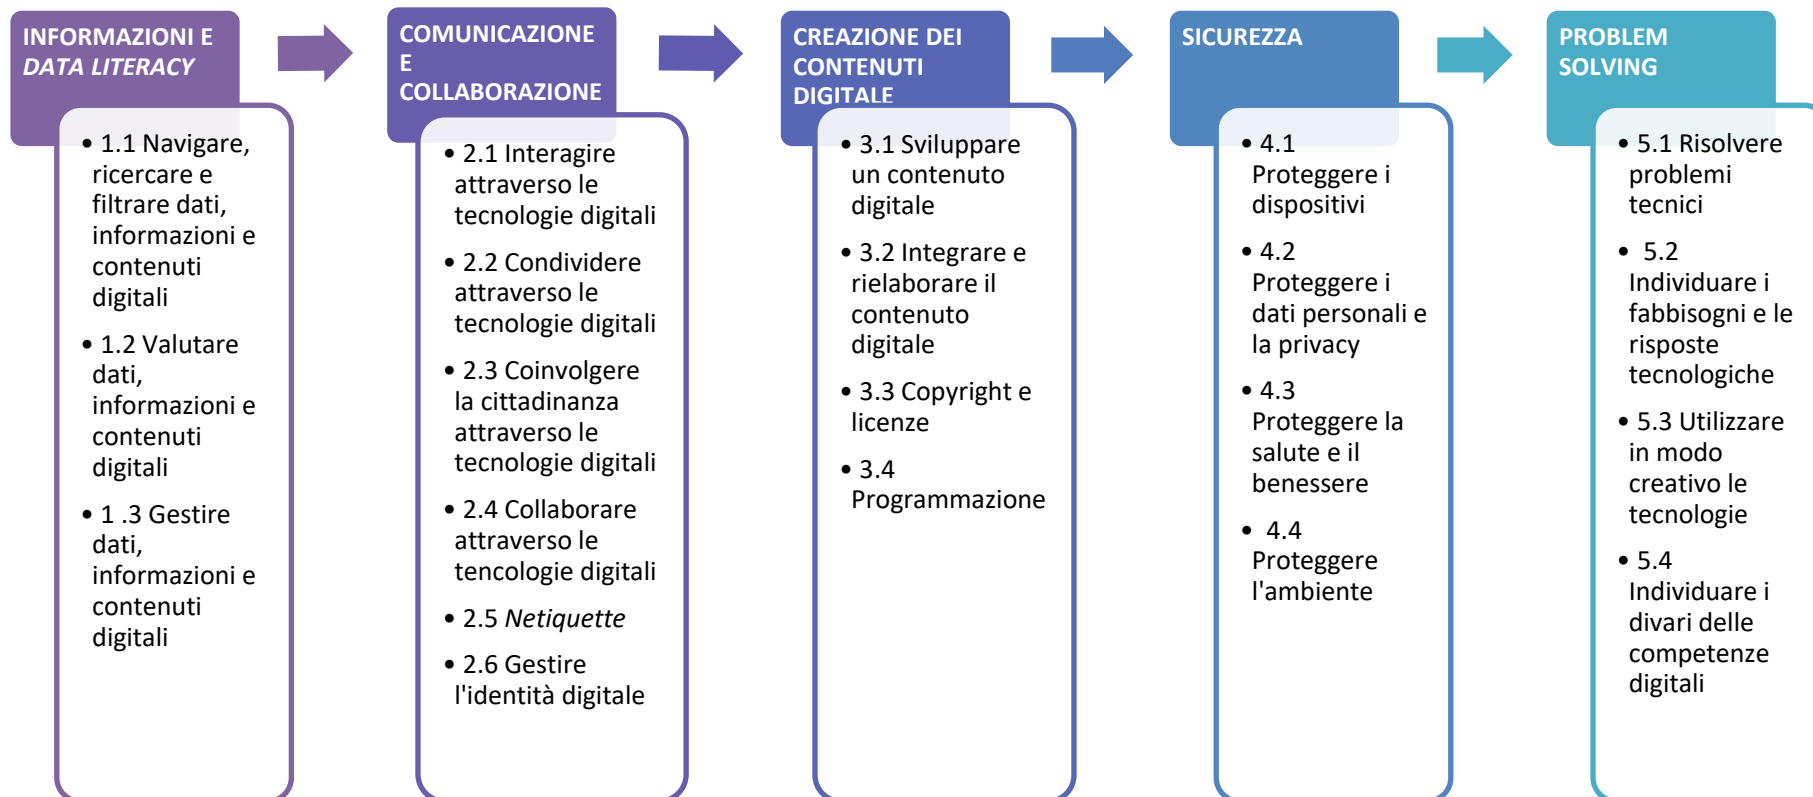 INFORMAZIONI E
DATA LITERACY
• 1.1 Navigare,
ricercare e
filtrare dati,
informazioni e
contenuti
digitali
• 1.2 Valutare
dati,
informazioni e
contenuti
digitali
• 1 .3 Gestire
dati,
informazioni e
contenuti
digitali
COMUNICAZIONE
E
COLLABORAZIONE
• 2.1 Interagire
attraverso le
tecnologie digitali
• 2.2 Condividere
attraverso le
tecnologie digitali
• 2.3 Coinvolgere
la cittadinanza
attraverso le
tecnologie digitali
• 2.4 Collaborare
attraverso le
tencologie digitali
• 2.5 Netiquette
• 2.6 Gestire
l'identità digitale
CREAZIONE DEI
CONTENUTI
DIGITALE
• 3.1 Sviluppare
un contenuto
digitale
• 3.2 Integrare e
rielaborare il
contenuto
digitale
• 3.3 Copyright e
licenze
• 3.4
Programmazione
SICUREZZA
• 4.1
Proteggere i
dispositivi
• 4.2
Proteggere i
dati personali e
la privacy
• 4.3
Proteggere la
salute e il
benessere
• 4.4
Proteggere
l'ambiente
PROBLEM
SOLVING
• 5.1 Risolvere
problemi
tecnici
• 5.2
Individuare i
fabbisogni e le
risposte
tecnologiche
• 5.3 Utilizzare
in modo
creativo le
tecnologie
• 5.4
Individuare i
divari delle
competenze
digitali